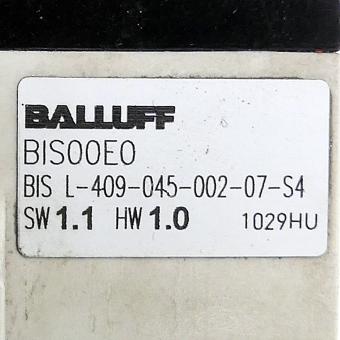 BALLUFF
BIS00E0
BIS L-409-045-002-07-S4
SW 1.1 HW 1.0 1029HU